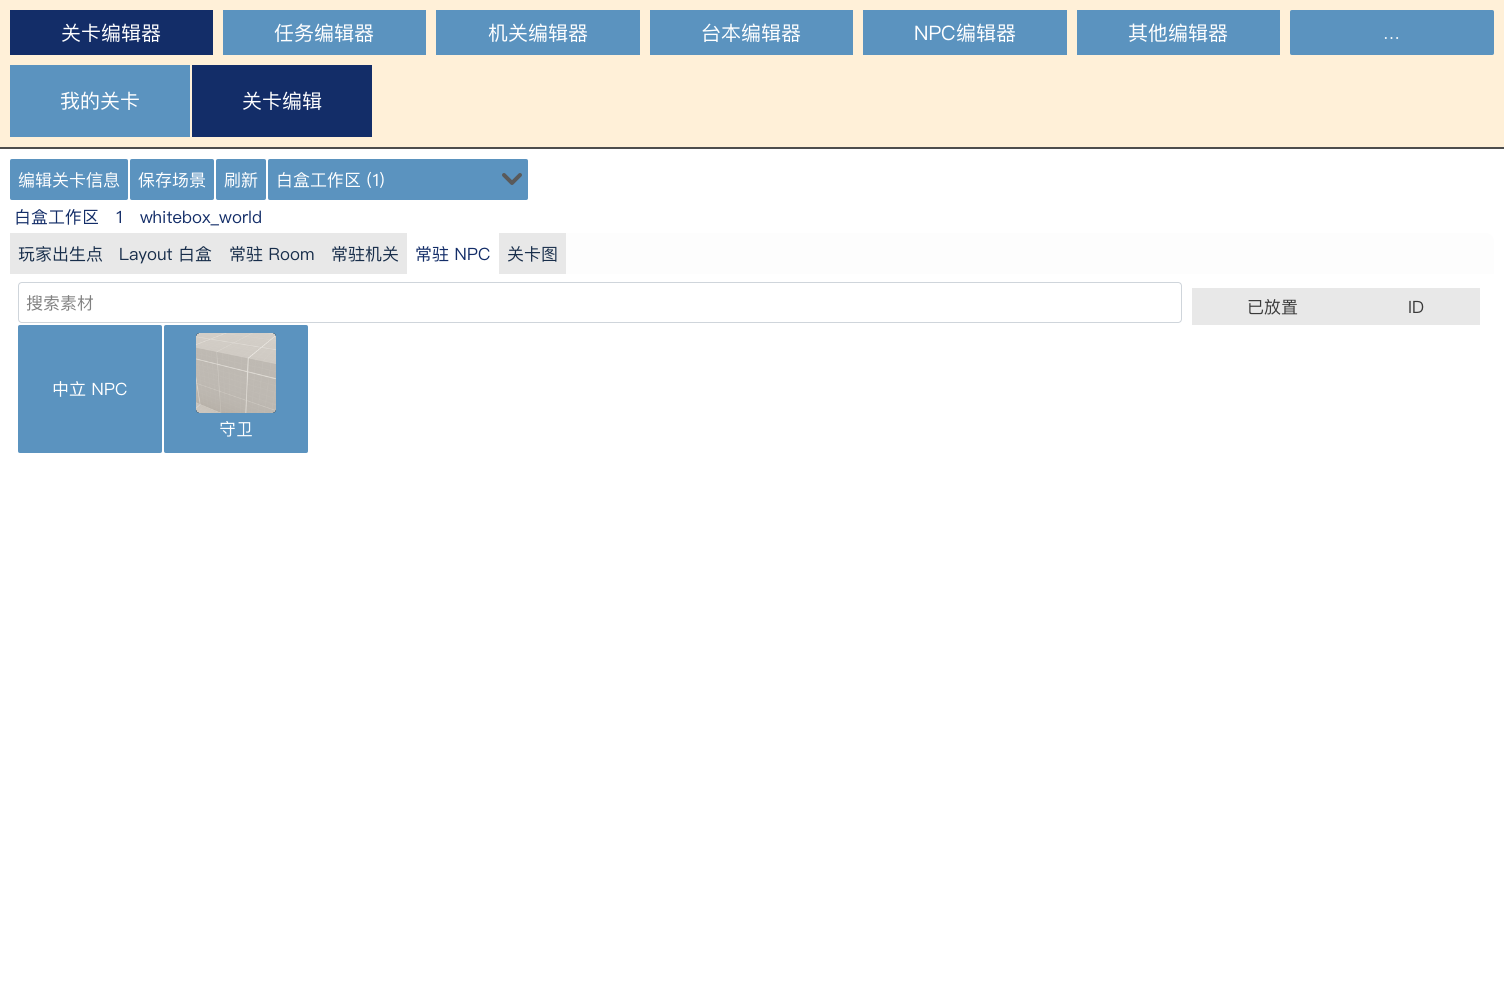 关卡编辑器 任务编辑器 机关编辑器 台本编辑器 NPC编辑器 其他编辑器 ...
我的关卡 关卡编辑
编辑关卡信息 保存场景 刷新 白盒工作区 (1)
白盒工作区 1 whitebox_world
玩家出生点 Layout 白盒 常驻 Room 常驻机关 常驻 NPC 关卡图
搜索素材 已放置 ID
中立 NPC
守卫